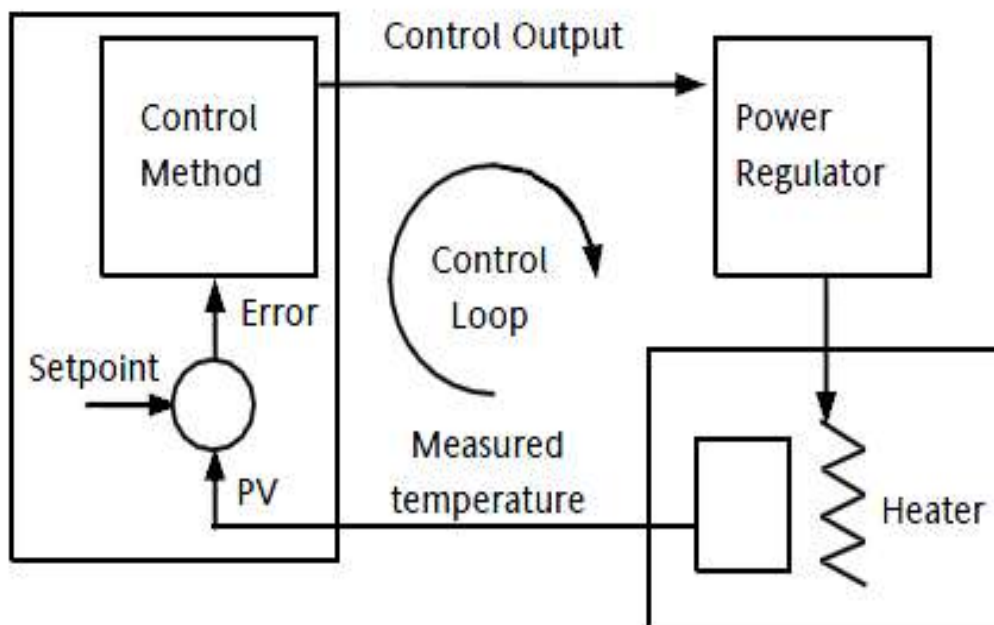 Control Output
Control
Method
Power
Regulator
Control
Loop
Error
Setpoint
Measured
temperature
PV
Heater